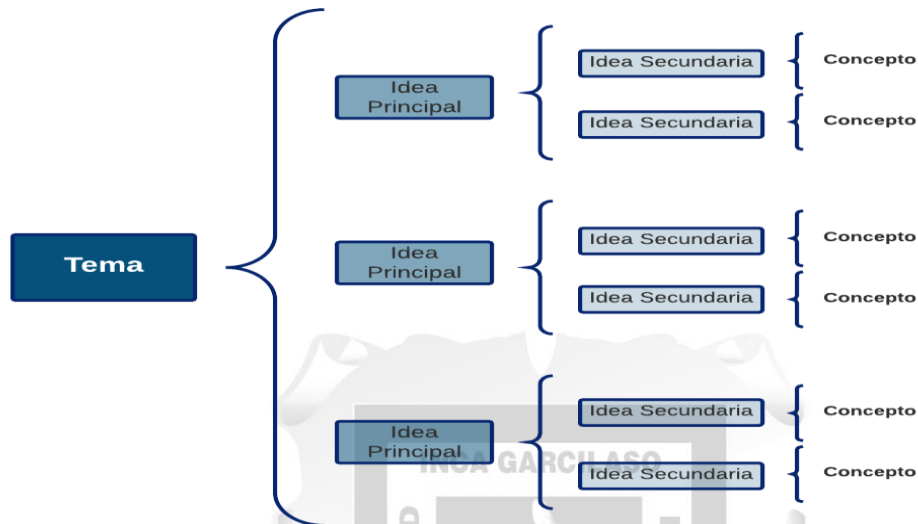 Tema
Idea
Principal
Idea Secundaria
Concepto
Idea Secundaria
Concepto
Idea
Principal
Idea Secundaria
Concepto
Idea Secundaria
Concepto
Idea
Principal
Idea Secundaria
Concepto
Idea Secundaria
Concepto
INCA GARCILASO
D